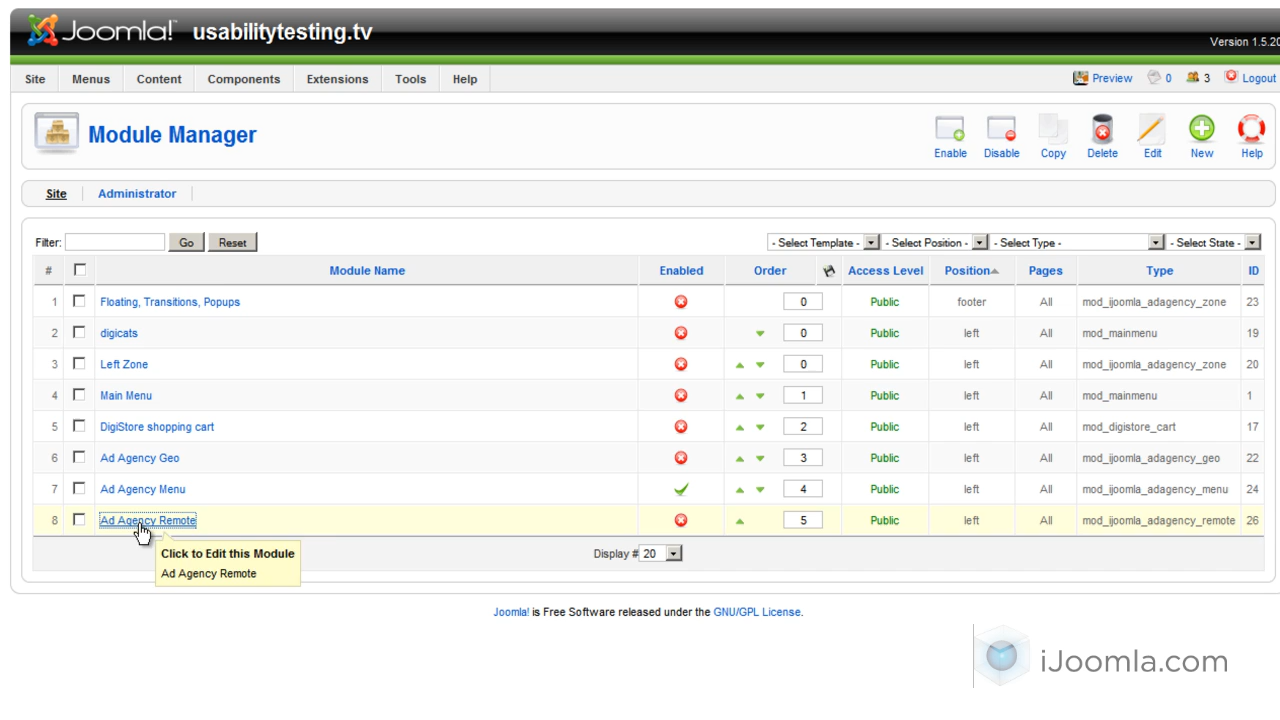 Joomla! usabilitytesting.tv
Version 1.5.20
Site Menus Content Components Extensions Tools Help Preview 0 3 Logout
Module Manager
Enable Disable Copy Delete Edit New Help
Site Administrator
Filter: Go Reset - Select Template - - Select Position - - Select Type - - Select State -
# Module Name Enabled Order Access Level Position Pages Type ID
1 Floating, Transitions, Popups 0 Public footer All mod_ijoomla_adagency_zone 23
2 digicats 0 Public left All mod_mainmenu 19
3 Left Zone 0 Public left All mod_ijoomla_adagency_zone 20
4 Main Menu 1 Public left All mod_mainmenu 1
5 DigiStore shopping cart 2 Public left All mod_digistore_cart 17
6 Ad Agency Geo 3 Public left All mod_ijoomla_adagency_geo 22
7 Ad Agency Menu 4 Public left All mod_ijoomla_adagency_menu 24
8 Ad Agency Remote 5 Public left All mod_ijoomla_adagency_remote 26
Display # 20
Click to Edit this Module
Ad Agency Remote
Joomla! is Free Software released under the GNU/GPL License.
iJoomla.com